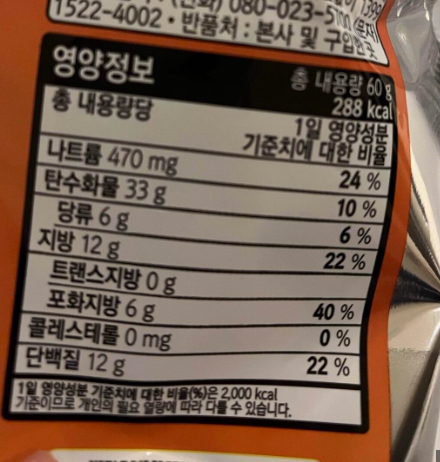 080-023-5
1522-4002 • 반품처 : 본사 및 구입한 곳
영양정보
총 내용량 60 g
288 kcal
총 내용량당
1일 영양성분
기준치에 대한 비율
나트륨 470 mg 24 %
탄수화물 33 g 10 %
당류 6 g 6 %
지방 12 g 22 %
트랜스지방 0 g
포화지방 6 g 40 %
콜레스테롤 0 mg 0 %
단백질 12 g 22 %
1일 영양성분 기준치에 대한 비율(%)은 2,000 kcal
기준이므로 개인의 필요 열량에 따라 다를 수 있습니다.